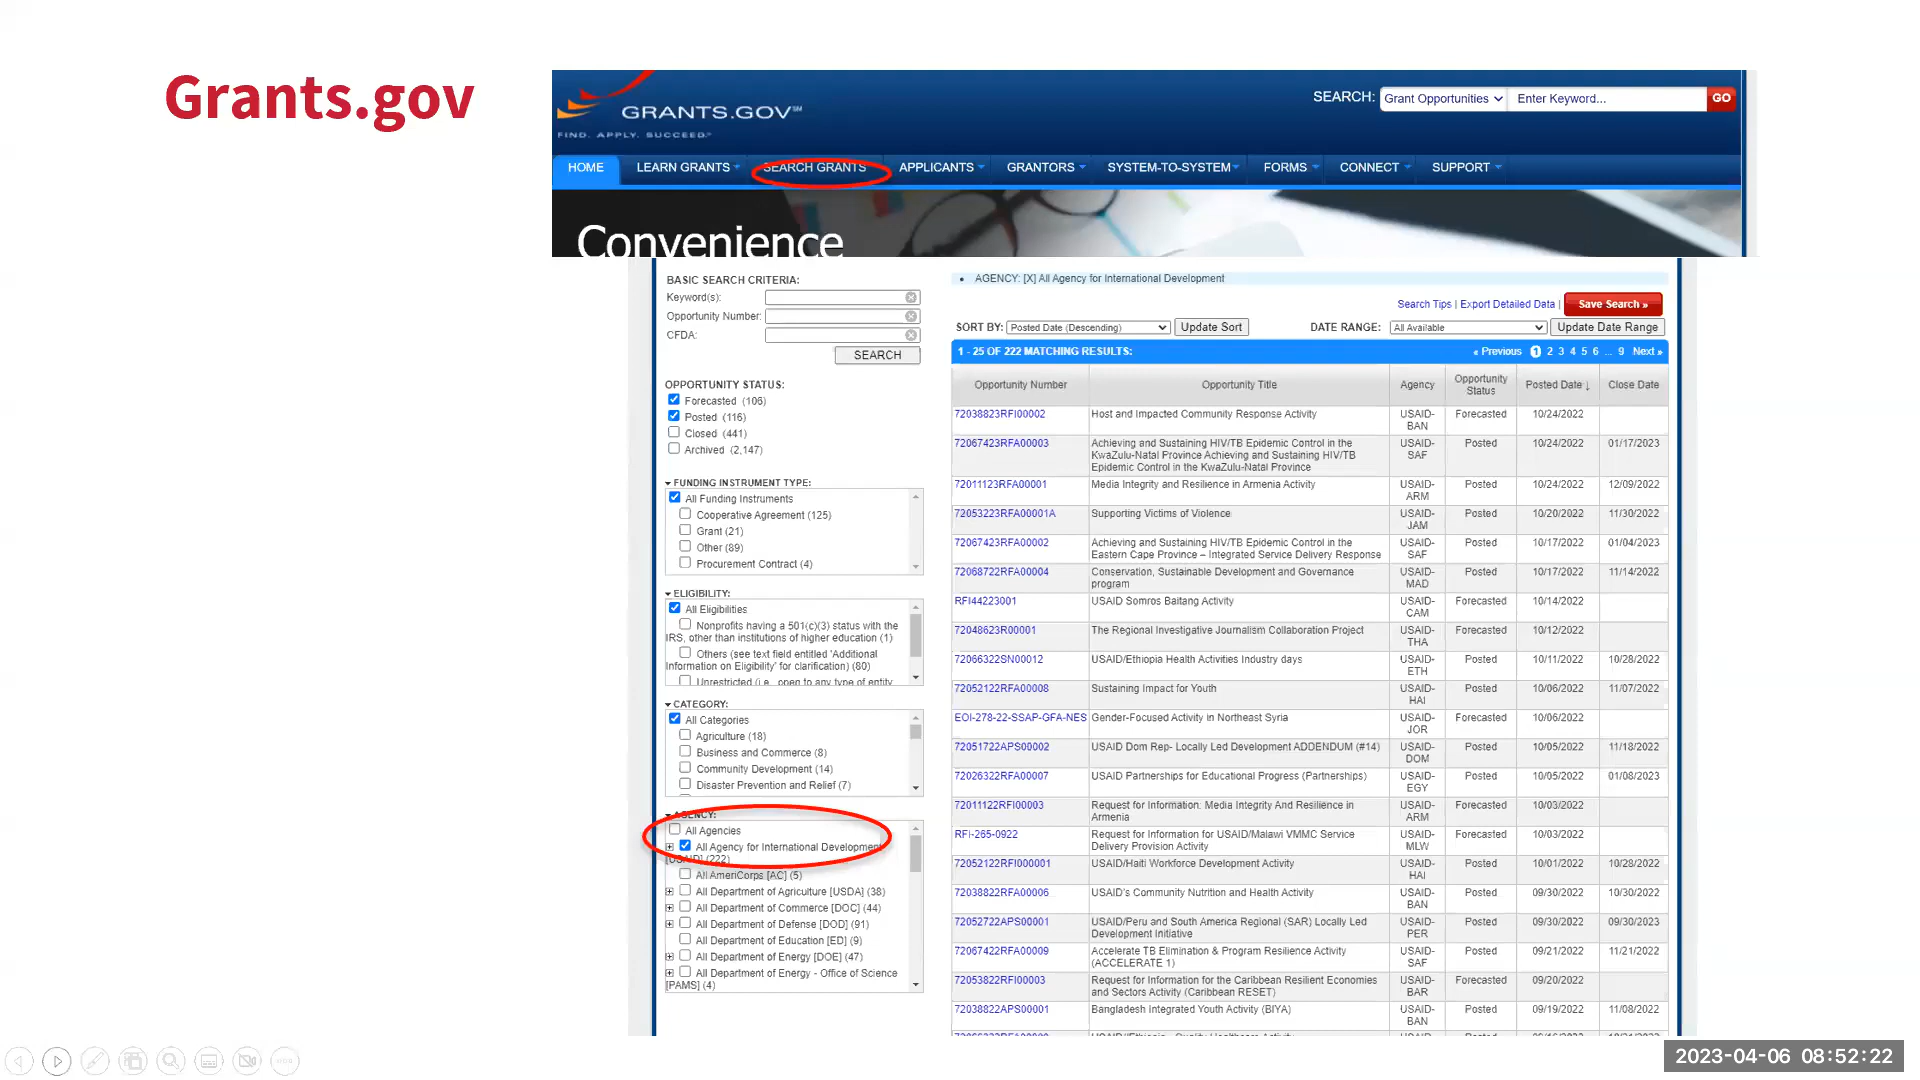 Grants.gov
GRANTS.GOV℠
FIND. APPLY. SUCCEED.
SEARCH: Grant Opportunities Enter Keyword... GO
HOME LEARN GRANTS SEARCH GRANTS APPLICANTS GRANTORS SYSTEM-TO-SYSTEM FORMS CONNECT SUPPORT
Convenience
BASIC SEARCH CRITERIA:
Keyword(s):
Opportunity Number:
CFDA:
SEARCH
OPPORTUNITY STATUS:
Forecasted (106)
Posted (116)
Closed (441)
Archived (2,147)
FUNDING INSTRUMENT TYPE:
All Funding Instruments
Cooperative Agreement (125)
Grant (21)
Other (89)
Procurement Contract (4)
ELIGIBILITY:
All Eligibilities
Nonprofits having a 501(c)(3) status with the
IRS, other than institutions of higher education (1)
Others (see text field entitled 'Additional
Information on Eligibility' for clarification) (80)
Unrestricted (i.e., open to any type of entity
CATEGORY:
All Categories
Agriculture (18)
Business and Commerce (8)
Community Development (14)
Disaster Prevention and Relief (7)
AGENCY:
All Agencies
All Agency for International Development
[USAID] (222)
All AmeriCorps [AC] (5)
All Department of Agriculture [USDA] (38)
All Department of Commerce [DOC] (44)
All Department of Defense [DOD] (91)
All Department of Education [ED] (9)
All Department of Energy [DOE] (47)
All Department of Energy - Office of Science
[PAMS] (4)
• AGENCY: [X] All Agency for International Development
Search Tips | Export Detailed Data | Save Search »
SORT BY: Posted Date (Descending) Update Sort DATE RANGE: All Available Update Date Range
1 - 25 OF 222 MATCHING RESULTS: « Previous 1 2 3 4 5 6 ... 9 Next »
Opportunity Number Opportunity Title Agency Opportunity Status Posted Date↓ Close Date
72038823RFI00002 Host and Impacted Community Response Activity USAID-BAN Forecasted 10/24/2022
72067423RFA00003 Achieving and Sustaining HIV/TB Epidemic Control in the KwaZulu-Natal Province Achieving and Sustaining HIV/TB Epidemic Control in the KwaZulu-Natal Province USAID-SAF Posted 10/24/2022 01/17/2023
72011123RFA00001 Media Integrity and Resilience in Armenia Activity USAID-ARM Posted 10/24/2022 12/09/2022
72053223RFA00001A Supporting Victims of Violence USAID-JAM Posted 10/20/2022 11/30/2022
72067423RFA00002 Achieving and Sustaining HIV/TB Epidemic Control in the Eastern Cape Province – Integrated Service Delivery Response USAID-SAF Posted 10/17/2022 01/04/2023
72068722RFA00004 Conservation, Sustainable Development and Governance program USAID-MAD Posted 10/17/2022 11/14/2022
RFI44223001 USAID Somros Baitang Activity USAID-CAM Forecasted 10/14/2022
72048623R00001 The Regional Investigative Journalism Collaboration Project USAID-THA Forecasted 10/12/2022
72066322SN00012 USAID/Ethiopia Health Activities Industry days USAID-ETH Posted 10/11/2022 10/28/2022
72052122RFA00008 Sustaining Impact for Youth USAID-HAI Posted 10/06/2022 11/07/2022
EOI-278-22-SSAP-GFA-NES Gender-Focused Activity in Northeast Syria USAID-JOR Forecasted 10/06/2022
72051722APS00002 USAID Dom Rep- Locally Led Development ADDENDUM (#14) USAID-DOM Posted 10/05/2022 11/18/2022
72026322RFA00007 USAID Partnerships for Educational Progress (Partnerships) USAID-EGY Posted 10/05/2022 01/08/2023
72011122RFI00003 Request for Information: Media Integrity And Resilience in Armenia USAID-ARM Forecasted 10/03/2022
RFI-265-0922 Request for Information for USAID/Malawi VMMC Service Delivery Provision Activity USAID-MLW Forecasted 10/03/2022
72052122RFI000001 USAID/Haiti Workforce Development Activity USAID-HAI Posted 10/01/2022 10/28/2022
72038822RFA00006 USAID's Community Nutrition and Health Activity USAID-BAN Posted 09/30/2022 10/30/2022
72052722APS00001 USAID/Peru and South America Regional (SAR) Locally Led Development Initiative USAID-PER Posted 09/30/2022 09/30/2023
72067422RFA00009 Accelerate TB Elimination & Program Resilience Activity (ACCELERATE 1) USAID-SAF Posted 09/21/2022 11/21/2022
72053822RFI00003 Request for Information for the Caribbean Resilient Economies and Sectors Activity (Caribbean RESET) USAID-BAR Forecasted 09/20/2022
72038822APS00001 Bangladesh Integrated Youth Activity (BIYA) USAID-BAN Posted 09/19/2022 11/08/2022
2023-04-06 08:52:22